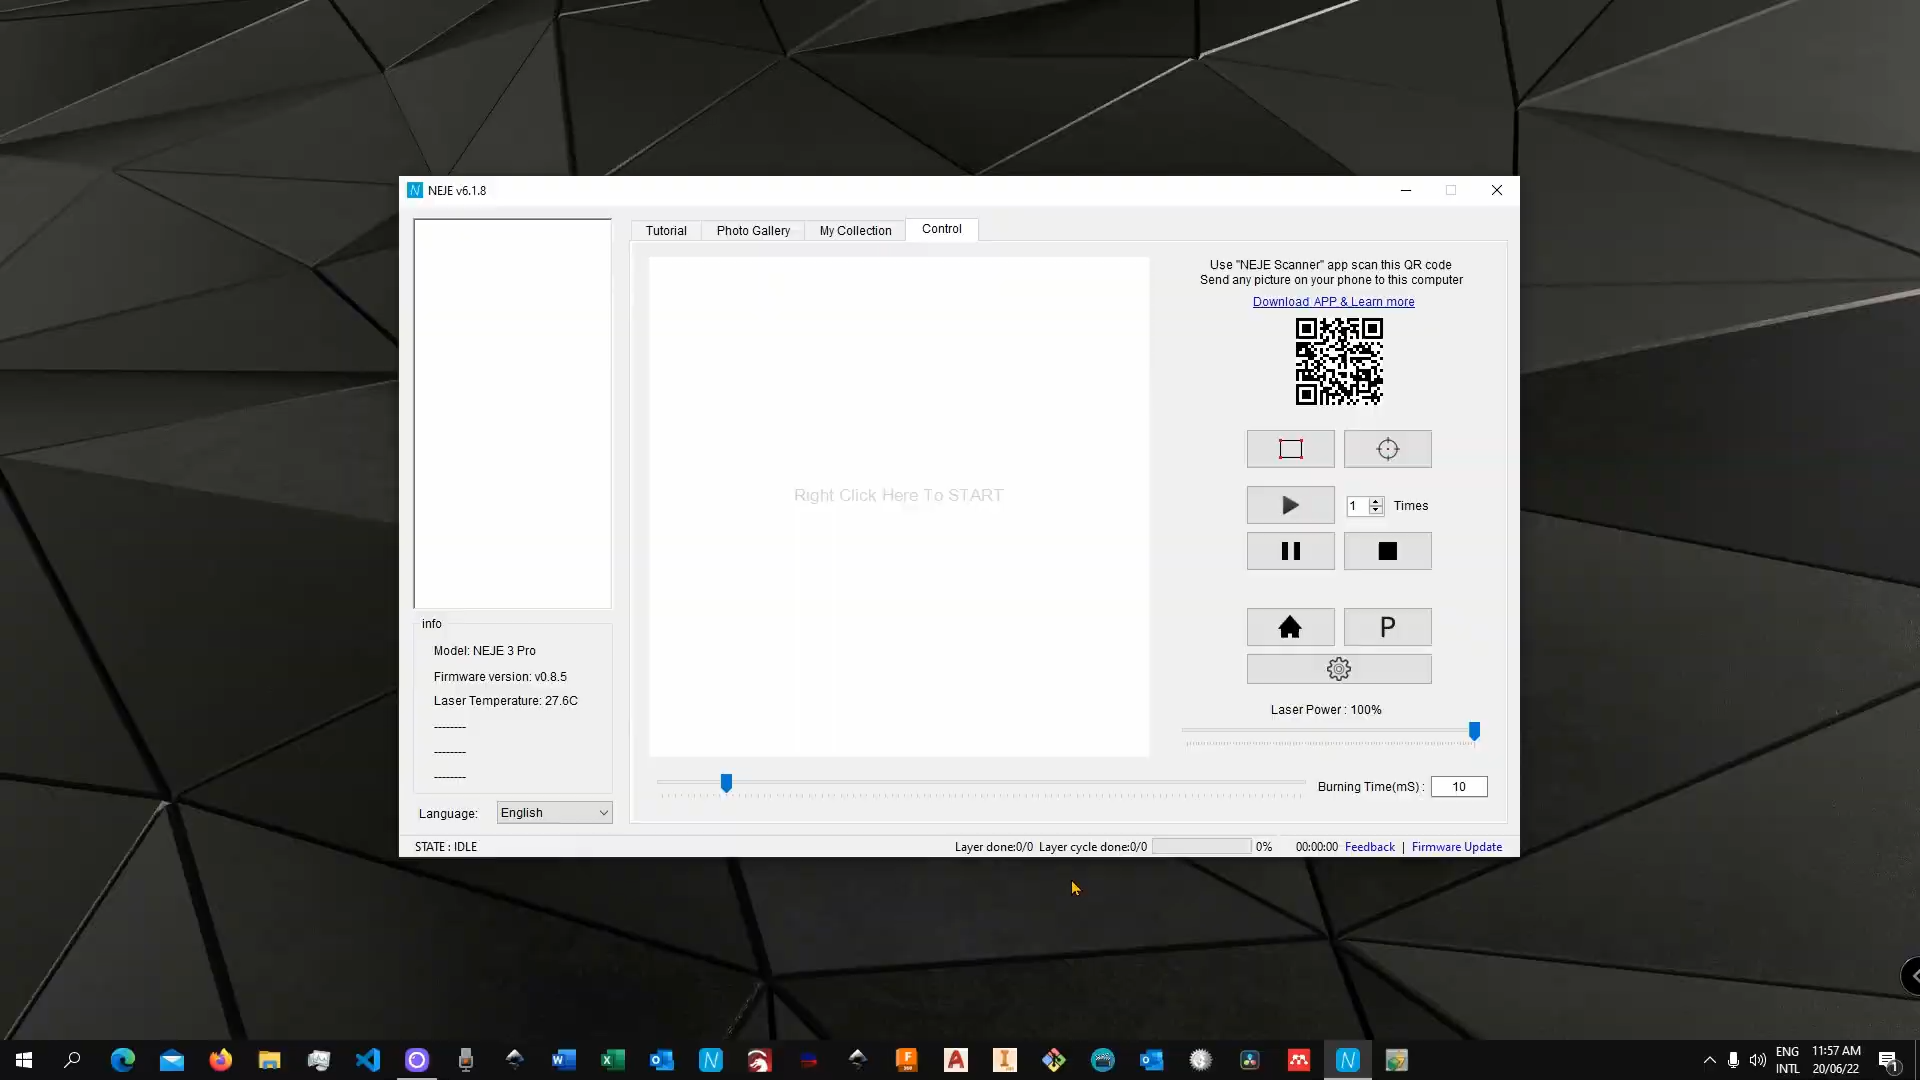 NEJE v6.1.8
Tutorial
Photo Gallery
My Collection
Control
Use "NEJE Scanner" app scan this QR code
Send any picture on your phone to this computer
Download APP & Learn more
Right Click Here To START
1
Times
P
Laser Power : 100%
Burning Time(mS) :
10
info
Model: NEJE 3 Pro
Firmware version: v0.8.5
Laser Temperature: 27.6C
--------
--------
--------
Language:
English
STATE : IDLE
Layer done:0/0
Layer cycle done:0/0
0%
00:00:00
Feedback | Firmware Update
ENG
INTL
11:57 AM
20/06/22
1